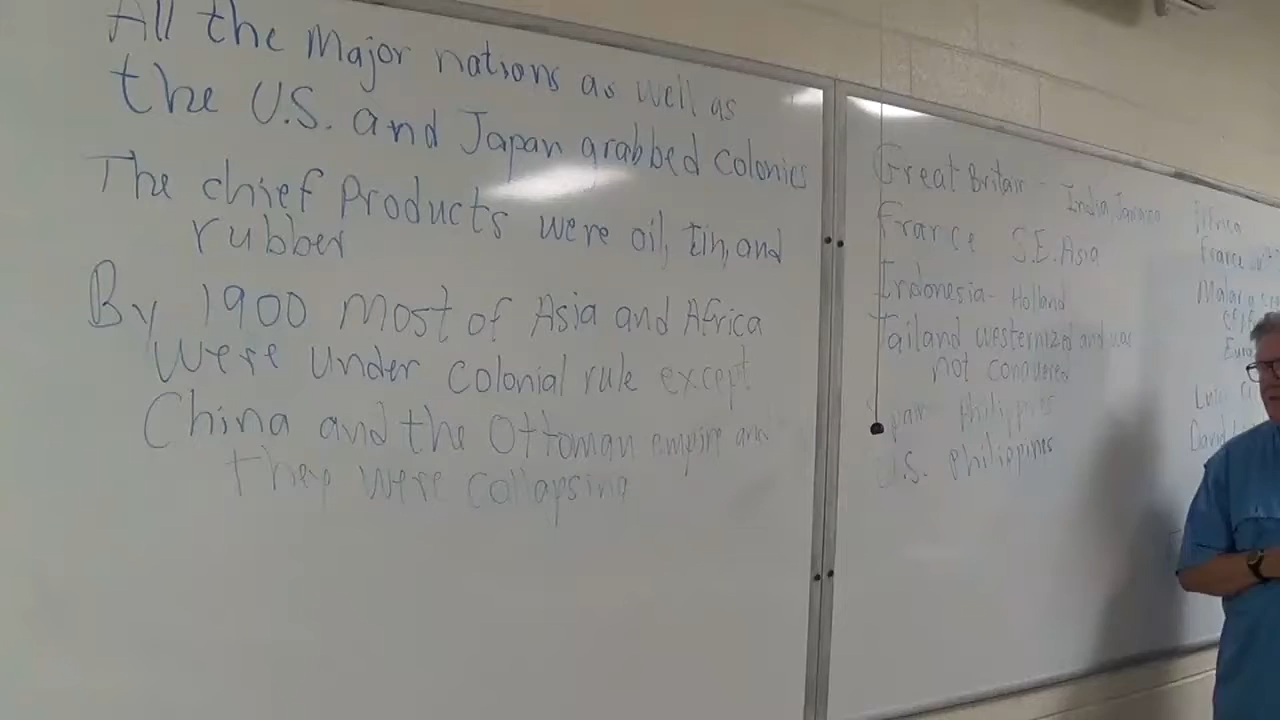 All the major nations as well as
the U.S. and Japan grabbed colonies
The chief Products were oil, tin, and
rubber
By 1900 most of Asia and Africa
were under colonial rule except
China and the Ottoman empire and
they were collapsing
Great Britain - India, Jamaica
France S.E. Asia
Indonesia - Holland
Tailand westernized and was
not conquered
U.S. Philippines
Africa
France